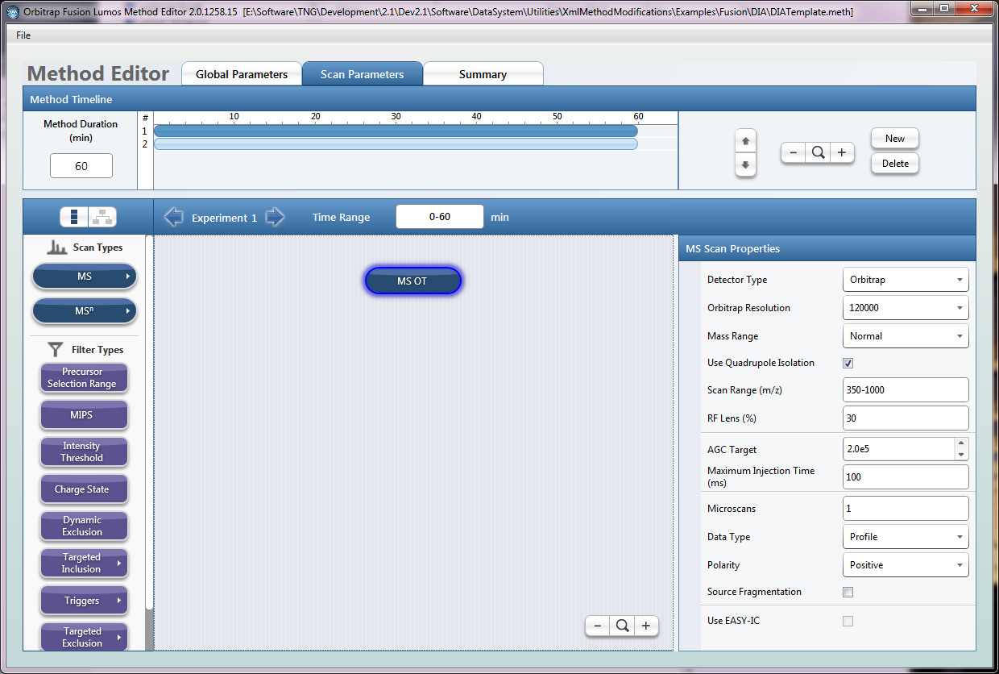 Orbitrap Fusion Lumos Method Editor 2.0.1258.15 [E:\Software\TNG\Development\2.1\Dev2.1\Software\DataSystem\Utilities\XmlMethodModifications\Examples\Fusion\DIA\DIATemplate.meth]
File
Method Editor
Global Parameters
Scan Parameters
Summary
Method Timeline
Method Duration
(min)
60
#
10
20
30
40
50
60
1
2
New
Delete
Experiment 1
Time Range
0-60
min
Scan Types
MS
MSⁿ
Filter Types
Precursor
Selection Range
MIPS
Intensity
Threshold
Charge State
Dynamic
Exclusion
Targeted
Inclusion
Triggers
Targeted
Exclusion
MS OT
MS Scan Properties
Detector Type
Orbitrap
Orbitrap Resolution
120000
Mass Range
Normal
Use Quadrupole Isolation
Scan Range (m/z)
350-1000
RF Lens (%)
30
AGC Target
2.0e5
Maximum Injection Time
(ms)
100
Microscans
1
Data Type
Profile
Polarity
Positive
Source Fragmentation
Use EASY-IC